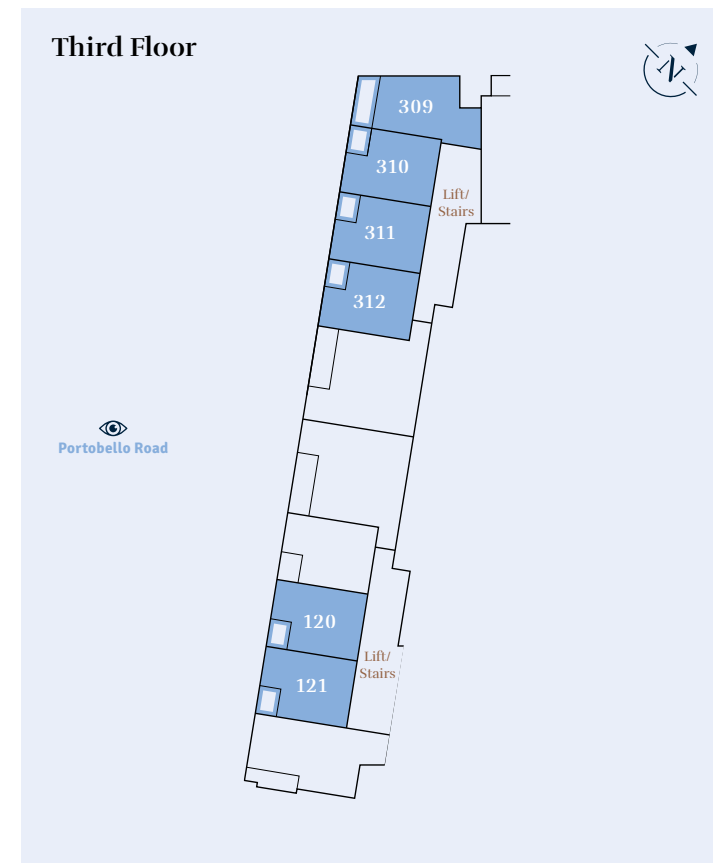 Third Floor
N
309
310
Lift/
Stairs
311
312
Portobello Road
120
Lift/
Stairs
121